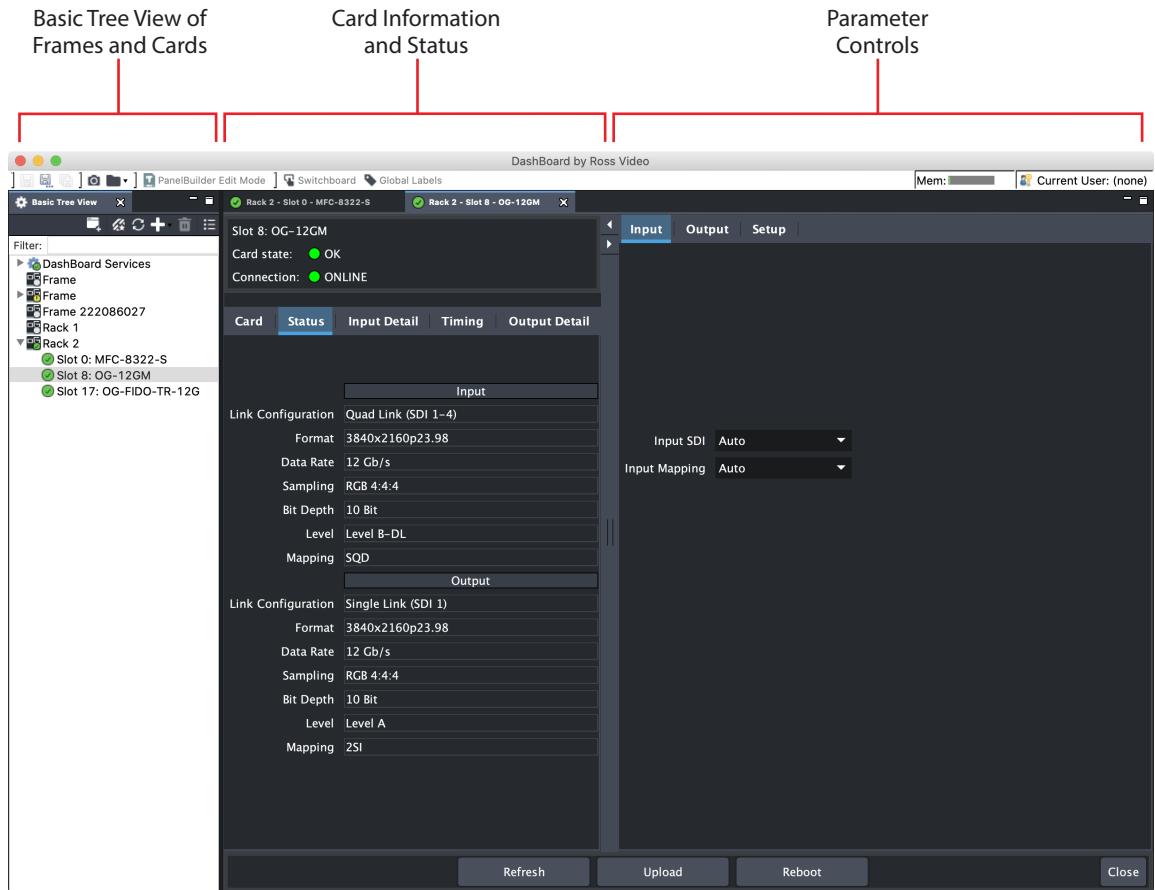 Basic Tree View of
Frames and Cards
Card Information
and Status
Parameter
Controls
DashBoard by Ross Video
PanelBuilder Edit Mode
Switchboard
Global Labels
Mem:
Current User: (none)
Basic Tree View
Rack 2 - Slot 0 - MFC-8322-S
Rack 2 - Slot 8 - OG-12GM
Filter:
DashBoard Services
Frame
Frame
Frame 222086027
Rack 1
Rack 2
Slot 0: MFC-8322-S
Slot 8: OG-12GM
Slot 17: OG-FIDO-TR-12G
Slot 8: OG-12GM
Card state: OK
Connection: ONLINE
Card Status Input Detail Timing Output Detail
Input
Link Configuration Quad Link (SDI 1-4)
Format 3840x2160p23.98
Data Rate 12 Gb/s
Sampling RGB 4:4:4
Bit Depth 10 Bit
Level Level B-DL
Mapping SQD
Output
Link Configuration Single Link (SDI 1)
Format 3840x2160p23.98
Data Rate 12 Gb/s
Sampling RGB 4:4:4
Bit Depth 10 Bit
Level Level A
Mapping 2SI
Input Output Setup
Input SDI Auto
Input Mapping Auto
Refresh Upload Reboot Close